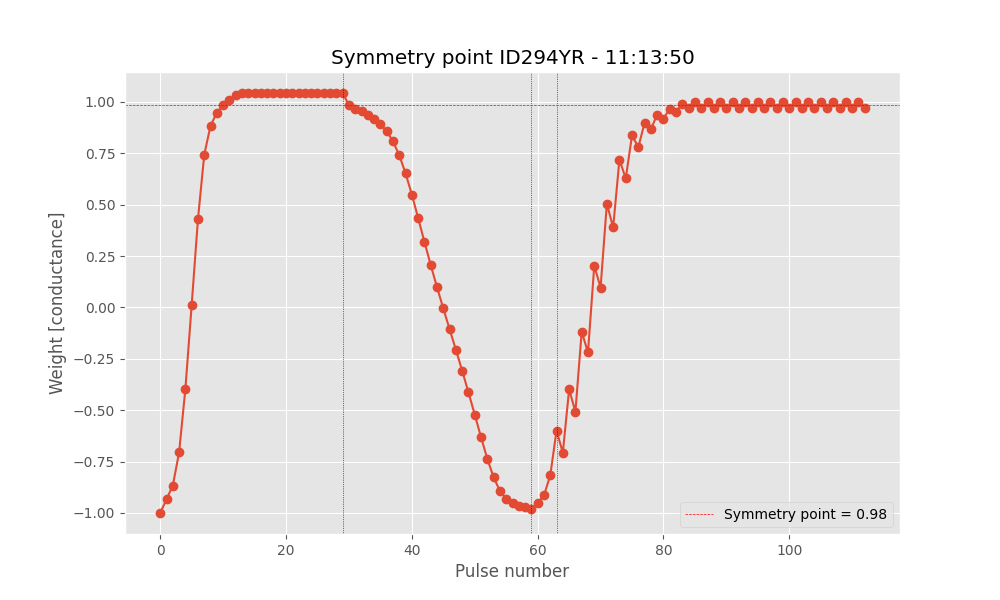 Symmetry point ID294YR - 11:13:50
Weight [conductance]
1.00
0.75
0.50
0.25
0.00
−0.25
−0.50
−0.75
−1.00
Symmetry point = 0.98
0 20 40 60 80 100
Pulse number